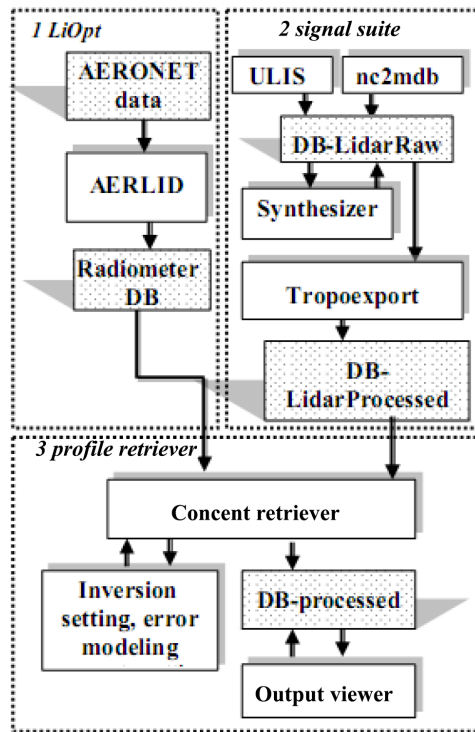 1 LiOpt
AERONET
data
AERLID
Radiometer
DB
2 signal suite
ULIS
nc2mdb
DB-LidarRaw
Synthesizer
Tropoexport
DB-
LidarProcessed
3 profile retriever
Concent retriever
Inversion
setting, error
modeling
DB-processed
Output viewer